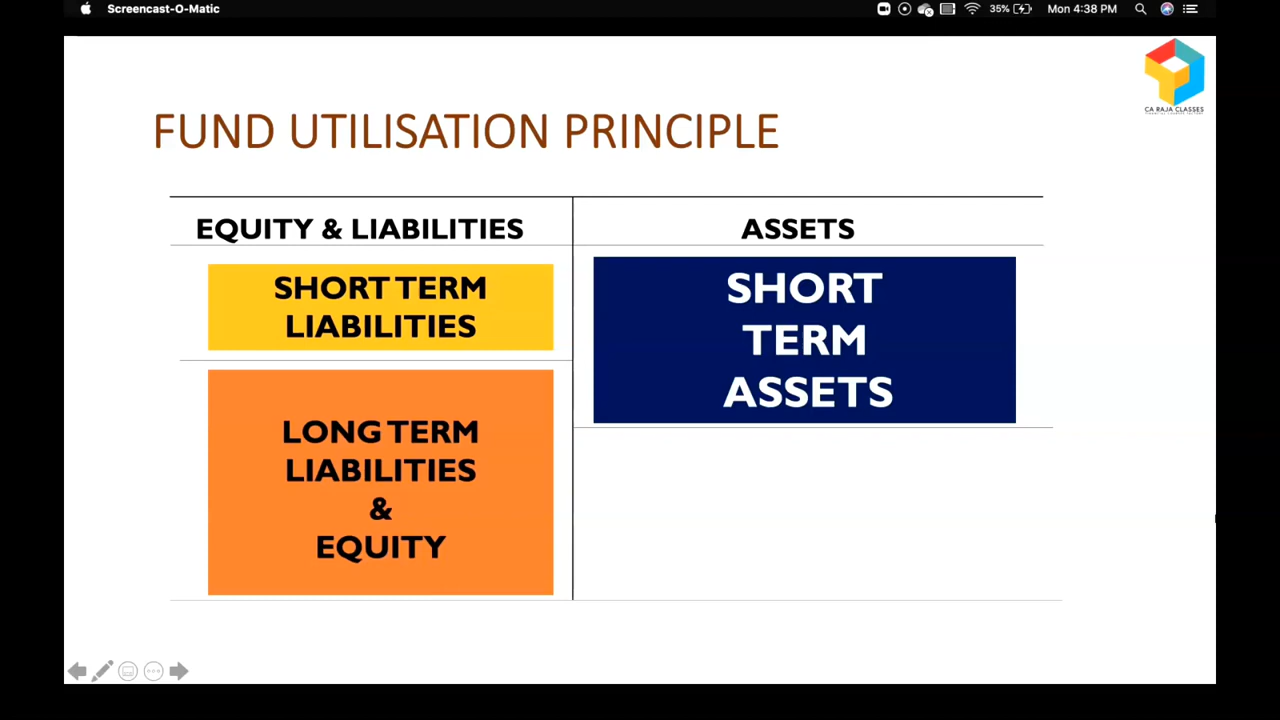 Screencast-O-Matic
35%
Mon 4:38 PM
CA RAJA CLASSES
FUND UTILISATION PRINCIPLE
EQUITY & LIABILITIES
ASSETS
SHORT TERM
LIABILITIES
SHORT
TERM
ASSETS
LONG TERM
LIABILITIES
&
EQUITY